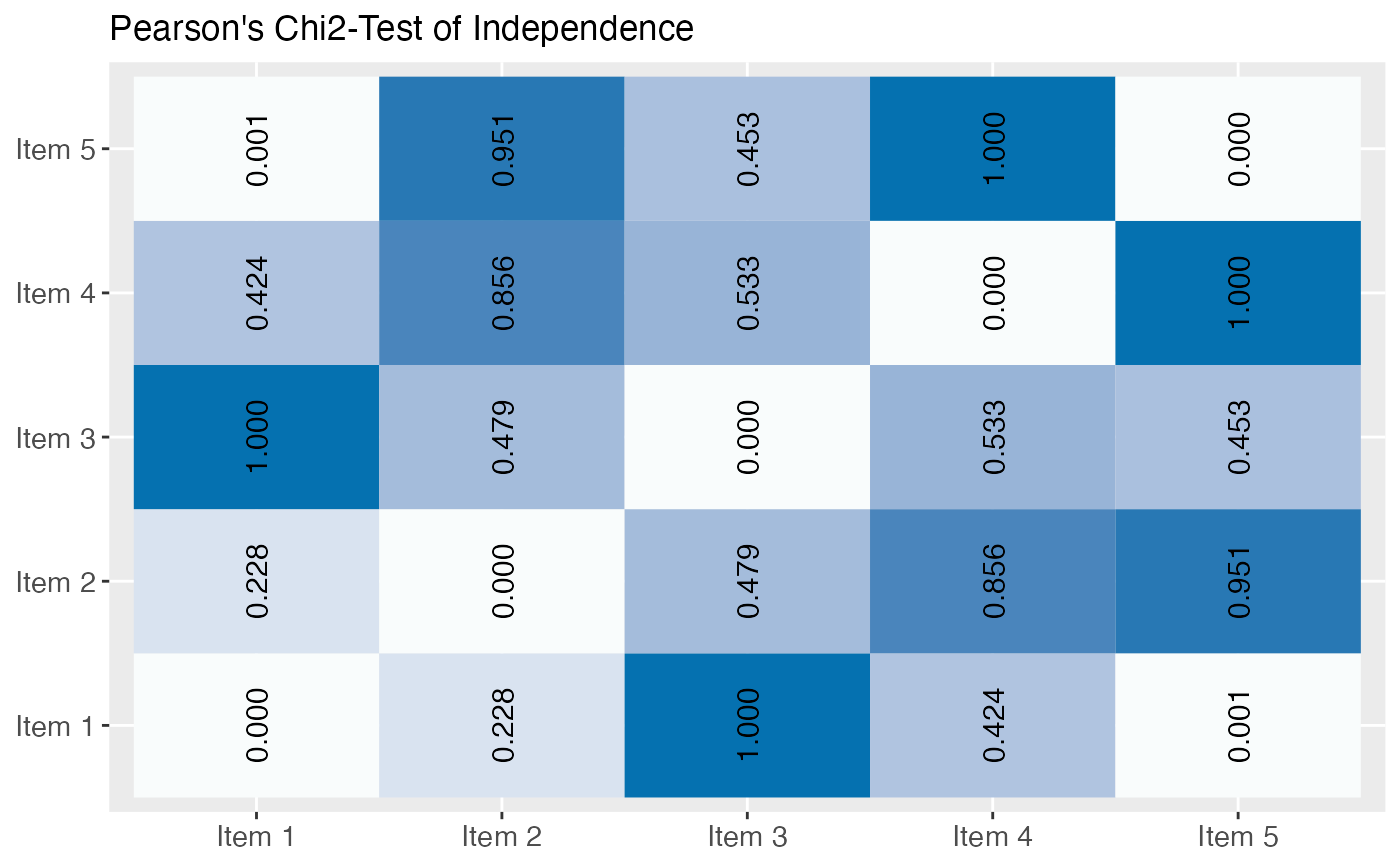 Pearson's Chi2-Test of Independence
Item 5 0.001 0.951 0.453 1.000 0.000
Item 4 0.424 0.856 0.533 0.000 1.000
Item 3 1.000 0.479 0.000 0.533 0.453
Item 2 0.228 0.000 0.479 0.856 0.951
Item 1 0.000 0.228 1.000 0.424 0.001
Item 1 Item 2 Item 3 Item 4 Item 5